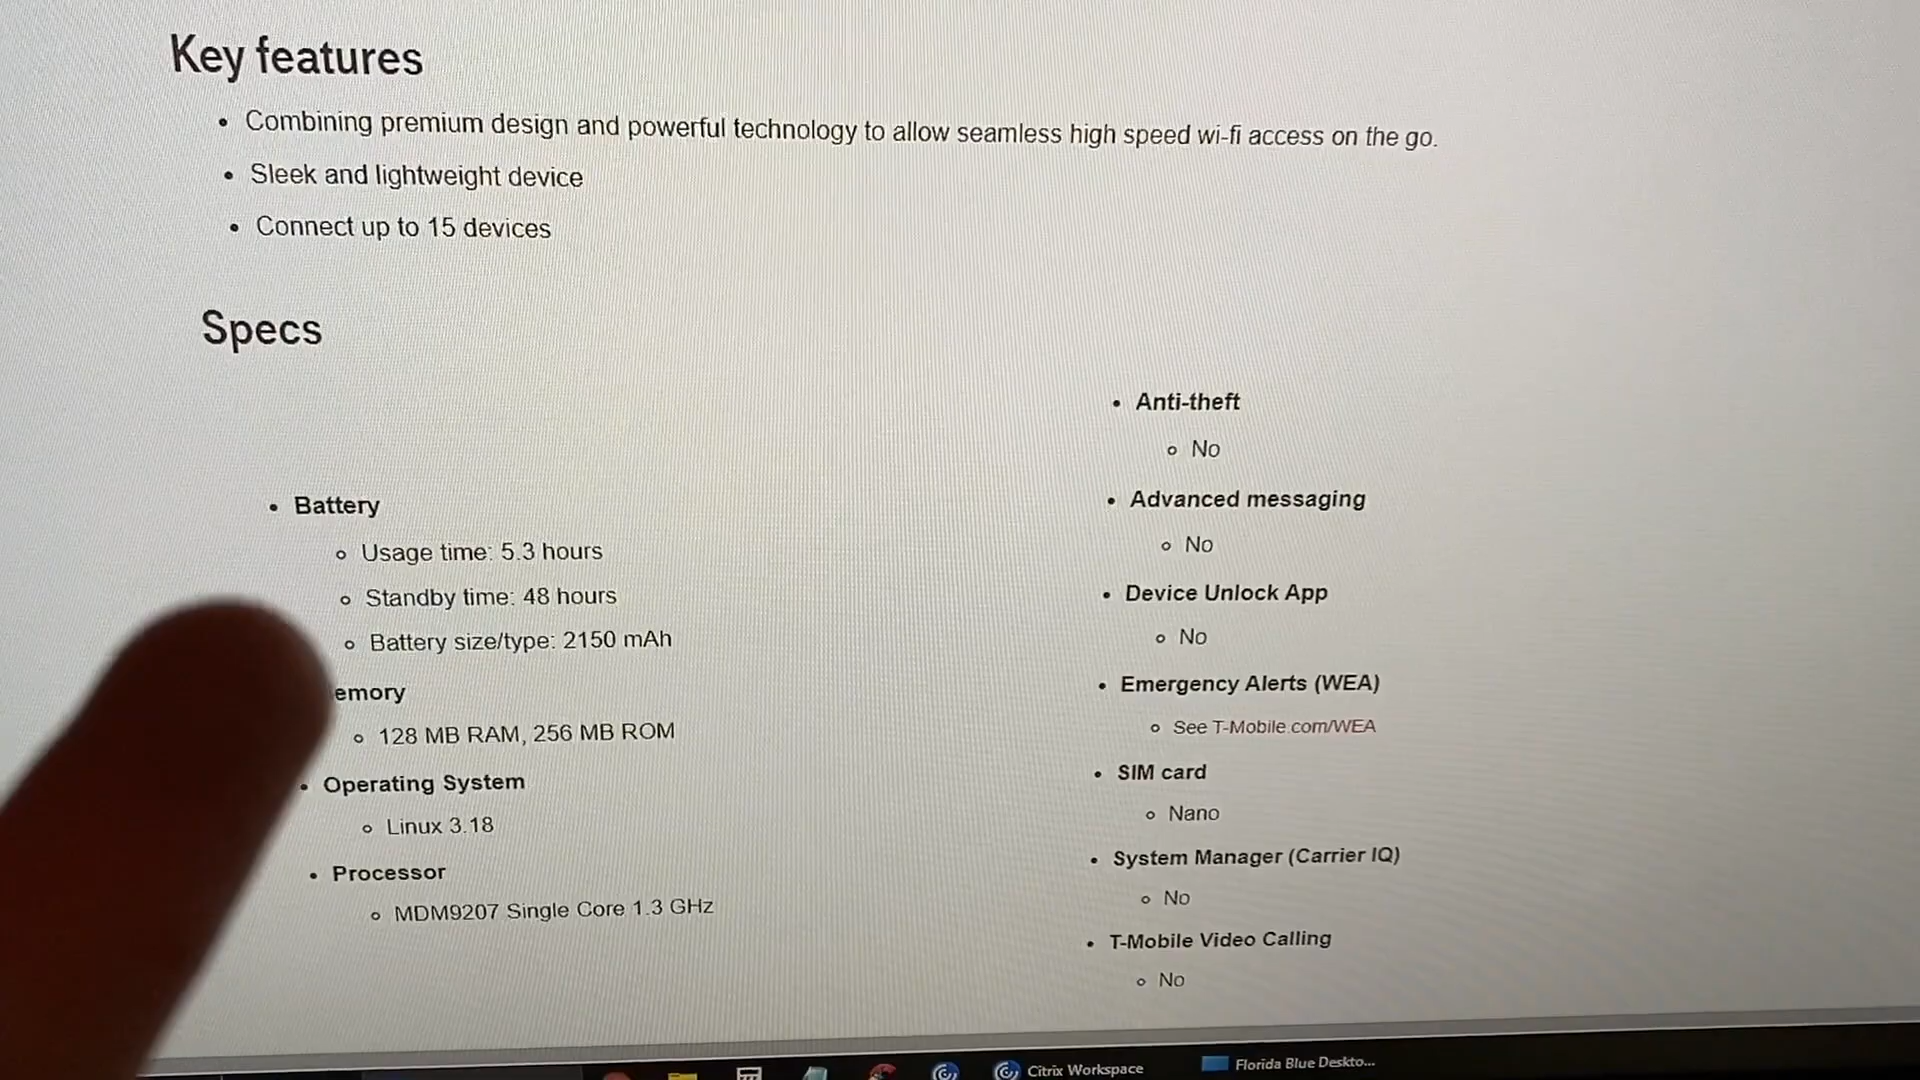 Key features
• Combining premium design and powerful technology to allow seamless high speed wi-fi access on the go.
• Sleek and lightweight device
• Connect up to 15 devices
Specs
• Battery
○ Usage time: 5.3 hours
○ Standby time: 48 hours
○ Battery size/type: 2150 mAh
emory
○ 128 MB RAM, 256 MB ROM
• Operating System
○ Linux 3.18
• Processor
○ MDM9207 Single Core 1.3 GHz
• Anti-theft
○ No
• Advanced messaging
○ No
• Device Unlock App
○ No
• Emergency Alerts (WEA)
○ See T-Mobile.com/WEA
• SIM card
○ Nano
• System Manager (Carrier IQ)
○ No
• T-Mobile Video Calling
○ No
Citrix Workspace
Florida Blue Deskto...